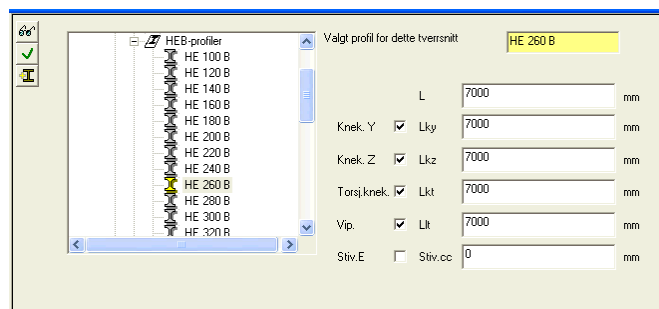 HEB-profiler
HE 100 B
HE 120 B
HE 140 B
HE 160 B
HE 180 B
HE 200 B
HE 220 B
HE 240 B
HE 260 B
HE 280 B
HE 300 B
HE 320 B
Valgt profil for dette tverrsnitt HE 260 B
L 7000 mm
Knek. Y Lky 7000 mm
Knek. Z Lkz 7000 mm
Torsj.knek. Lkt 7000 mm
Vip. Llt 7000 mm
Stiv.E Stiv.cc 0 mm